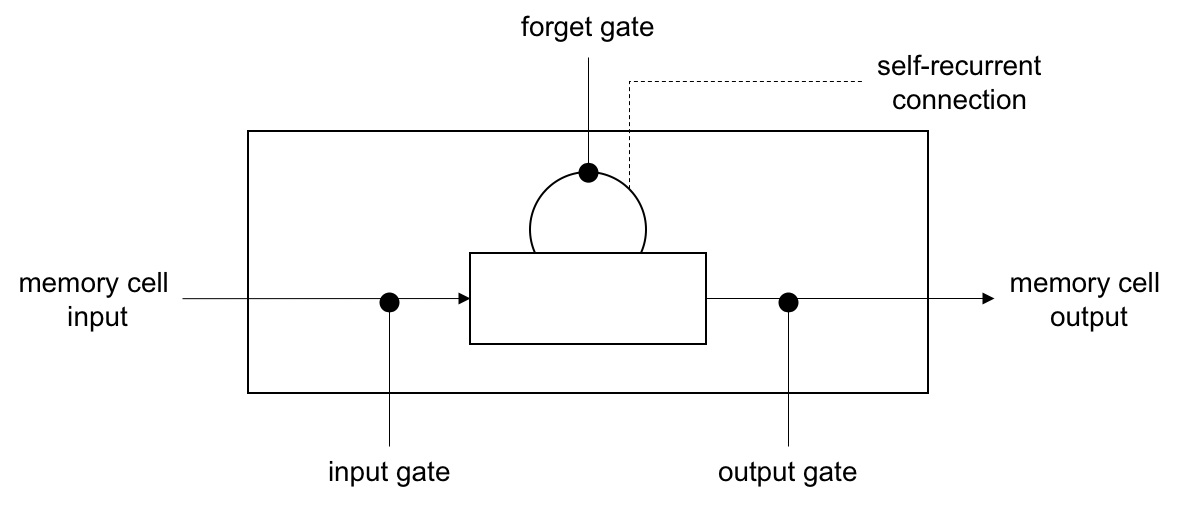 forget gate
self-recurrent
connection
memory cell
input
memory cell
output
input gate
output gate